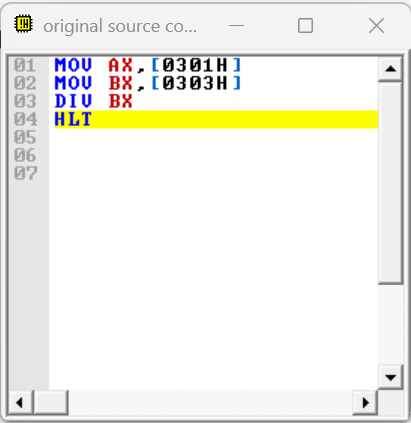 original source co...
01 MOV AX,[0301H]
02 MOV BX,[0303H]
03 DIV BX
04 HLT
05
06
07